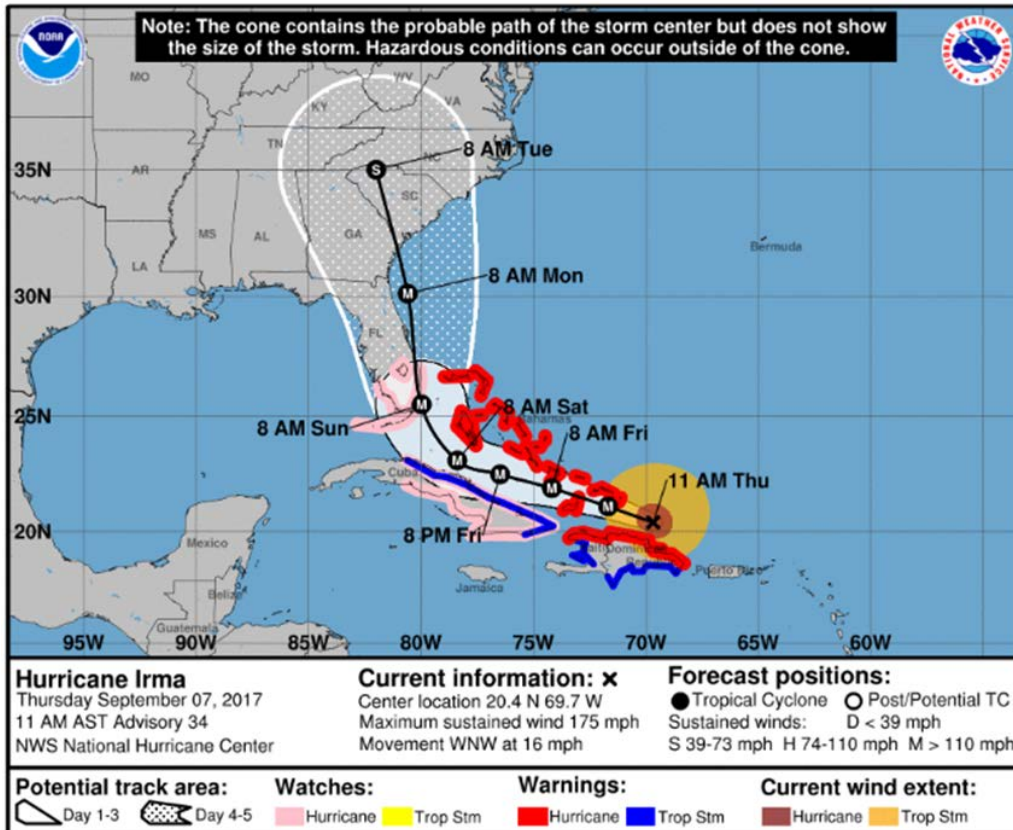 Note: The cone contains the probable path of the storm center but does not show
the size of the storm. Hazardous conditions can occur outside of the cone.
NOAA
NATIONAL WEATHER SERVICE
MO
KY
WV
VA
TN
NC
8 AM Tue
35N
AR
SC
MS
AL
GA
Bermuda
LA
8 AM Mon
30N
FL
25N
8 AM Sun
8 AM Sat
Bahamas
8 AM Fri
11 AM Thu
Cuba
8 PM Fri
20N
Mexico
Puerto Rico
Jamaica
Belize
Guatemala
95W 90W 85W 80W 75W 70W 65W 60W
S
M
M
M
M
M
M
Hurricane Irma
Thursday September 07, 2017
11 AM AST Advisory 34
NWS National Hurricane Center
Current information: ×
Center location 20.4 N 69.7 W
Maximum sustained wind 175 mph
Movement WNW at 16 mph
Forecast positions:
Tropical Cyclone Post/Potential TC
Sustained winds: D < 39 mph
S 39-73 mph H 74-110 mph M > 110 mph
Potential track area:
Day 1-3 Day 4-5
Watches:
Hurricane Trop Stm
Warnings:
Hurricane Trop Stm
Current wind extent:
Hurricane Trop Stm